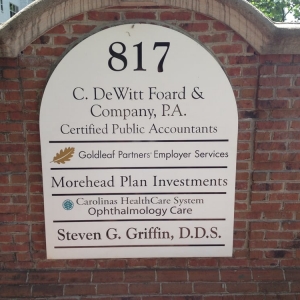 817
C. DeWitt Foard &
Company, P.A.
Certified Public Accountants
Goldleaf Partners' Employer Services
Morehead Plan Investments
Carolinas HealthCare System
Ophthalmology Care
Steven G. Griffin, D.D.S.